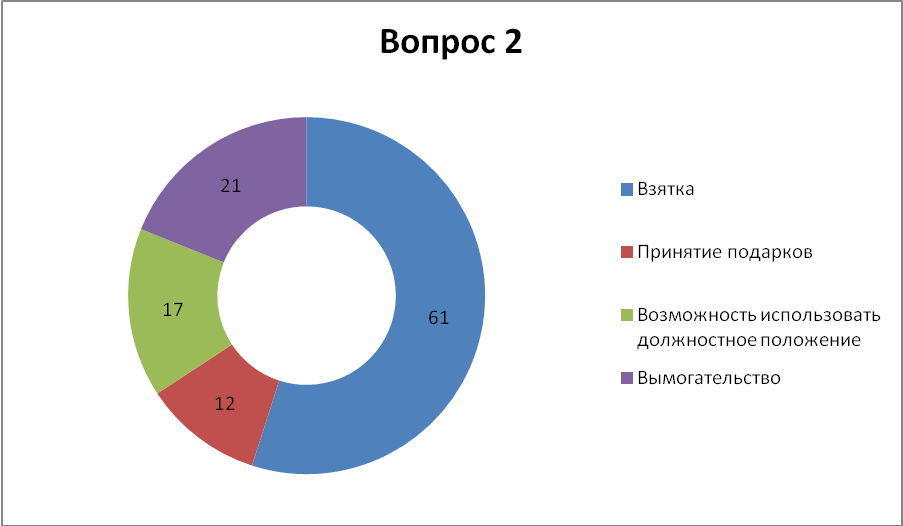 Вопрос 2
21
61
17
12
Взятка
Принятие подарков
Возможность использовать
должностное положение
Вымогательство